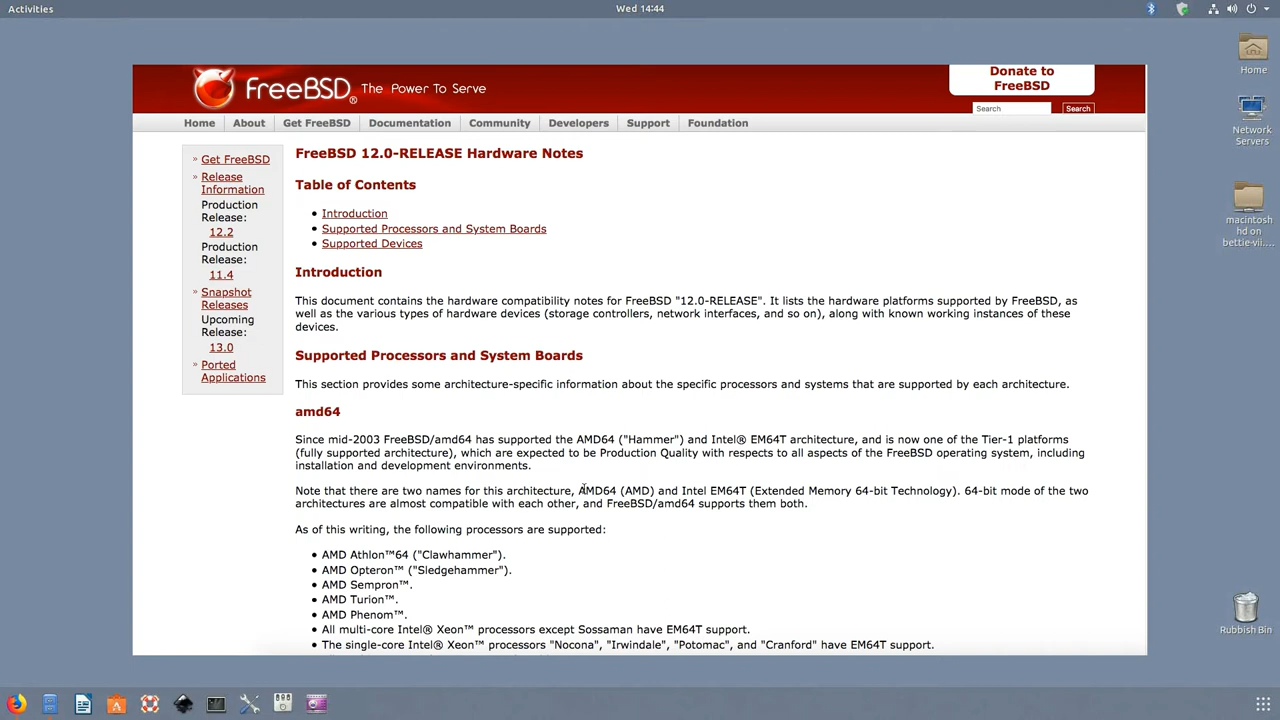 Activities
Wed 14:44
FreeBSD® The Power To Serve
Donate to
FreeBSD
Search
Search
Home About Get FreeBSD Documentation Community Developers Support Foundation
» Get FreeBSD
» Release
Information
Production
Release:
12.2
Production
Release:
11.4
» Snapshot
Releases
Upcoming
Release:
13.0
» Ported
Applications
FreeBSD 12.0-RELEASE Hardware Notes
Table of Contents
• Introduction
• Supported Processors and System Boards
• Supported Devices
Introduction
This document contains the hardware compatibility notes for FreeBSD "12.0-RELEASE". It lists the hardware platforms supported by FreeBSD, as
well as the various types of hardware devices (storage controllers, network interfaces, and so on), along with known working instances of these
devices.
Supported Processors and System Boards
This section provides some architecture-specific information about the specific processors and systems that are supported by each architecture.
amd64
Since mid-2003 FreeBSD/amd64 has supported the AMD64 ("Hammer") and Intel® EM64T architecture, and is now one of the Tier-1 platforms
(fully supported architecture), which are expected to be Production Quality with respects to all aspects of the FreeBSD operating system, including
installation and development environments.
Note that there are two names for this architecture, AMD64 (AMD) and Intel EM64T (Extended Memory 64-bit Technology). 64-bit mode of the two
architectures are almost compatible with each other, and FreeBSD/amd64 supports them both.
As of this writing, the following processors are supported:
• AMD Athlon™64 ("Clawhammer").
• AMD Opteron™ ("Sledgehammer").
• AMD Sempron™.
• AMD Turion™.
• AMD Phenom™.
• All multi-core Intel® Xeon™ processors except Sossaman have EM64T support.
• The single-core Intel® Xeon™ processors "Nocona", "Irwindale", "Potomac", and "Cranford" have EM64T support.
Home
Network
Servers
macintosh
hd on
bettie-vii....
Rubbish Bin